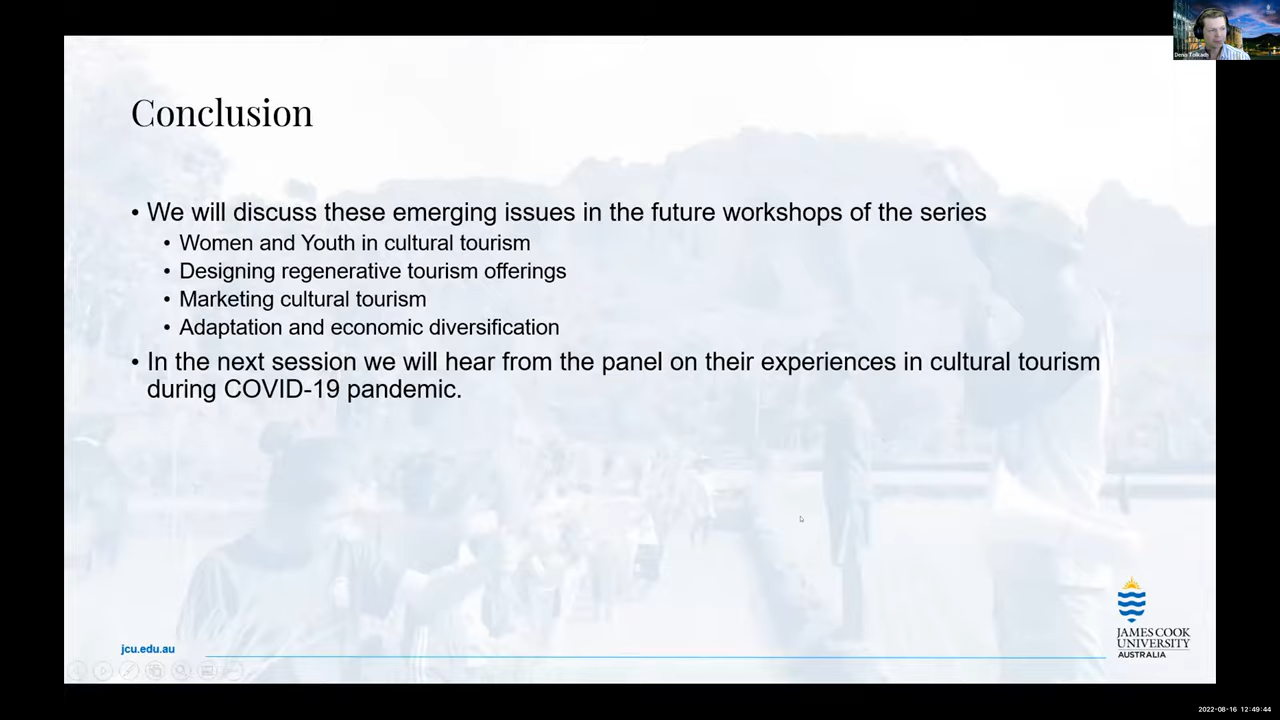 Denis Tolkach
Conclusion
• We will discuss these emerging issues in the future workshops of the series
• Women and Youth in cultural tourism
• Designing regenerative tourism offerings
• Marketing cultural tourism
• Adaptation and economic diversification
• In the next session we will hear from the panel on their experiences in cultural tourism
during COVID-19 pandemic.
jcu.edu.au
JAMES COOK
UNIVERSITY
AUSTRALIA
2022-08-16 12:49:44